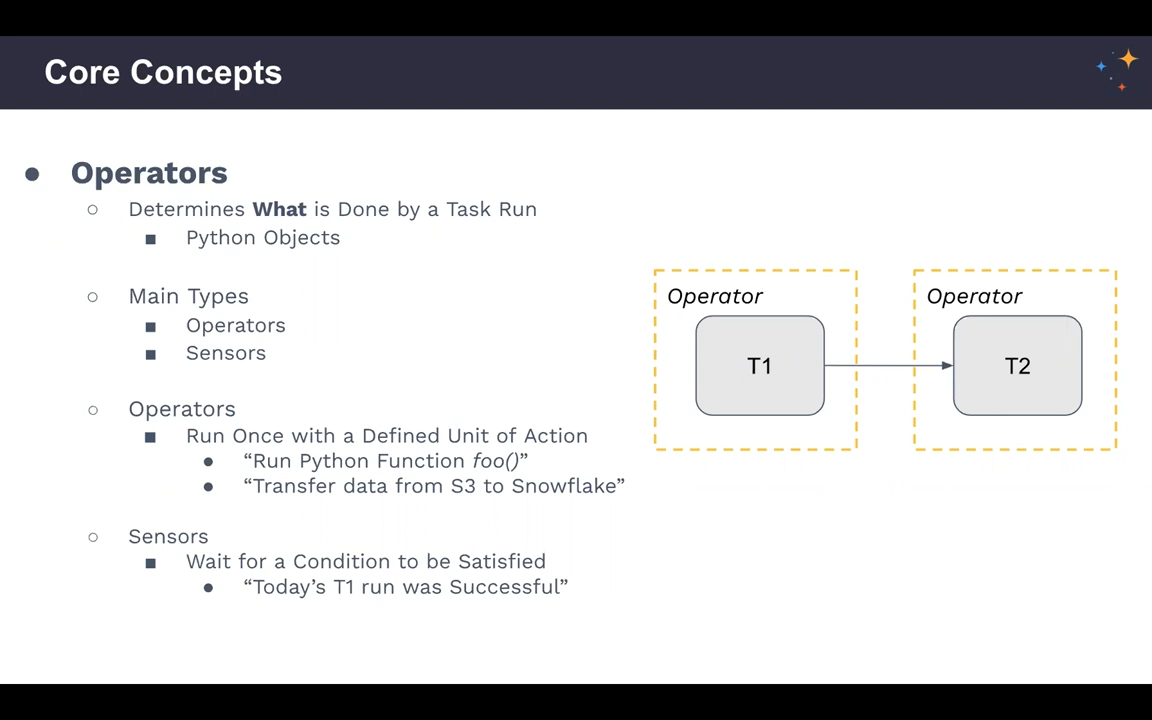 Core Concepts
● Operators
○ Determines What is Done by a Task Run
■ Python Objects
○ Main Types
■ Operators
■ Sensors
○ Operators
■ Run Once with a Defined Unit of Action
● “Run Python Function foo()”
● “Transfer data from S3 to Snowflake”
○ Sensors
■ Wait for a Condition to be Satisfied
● “Today’s T1 run was Successful”
Operator
T1
Operator
T2